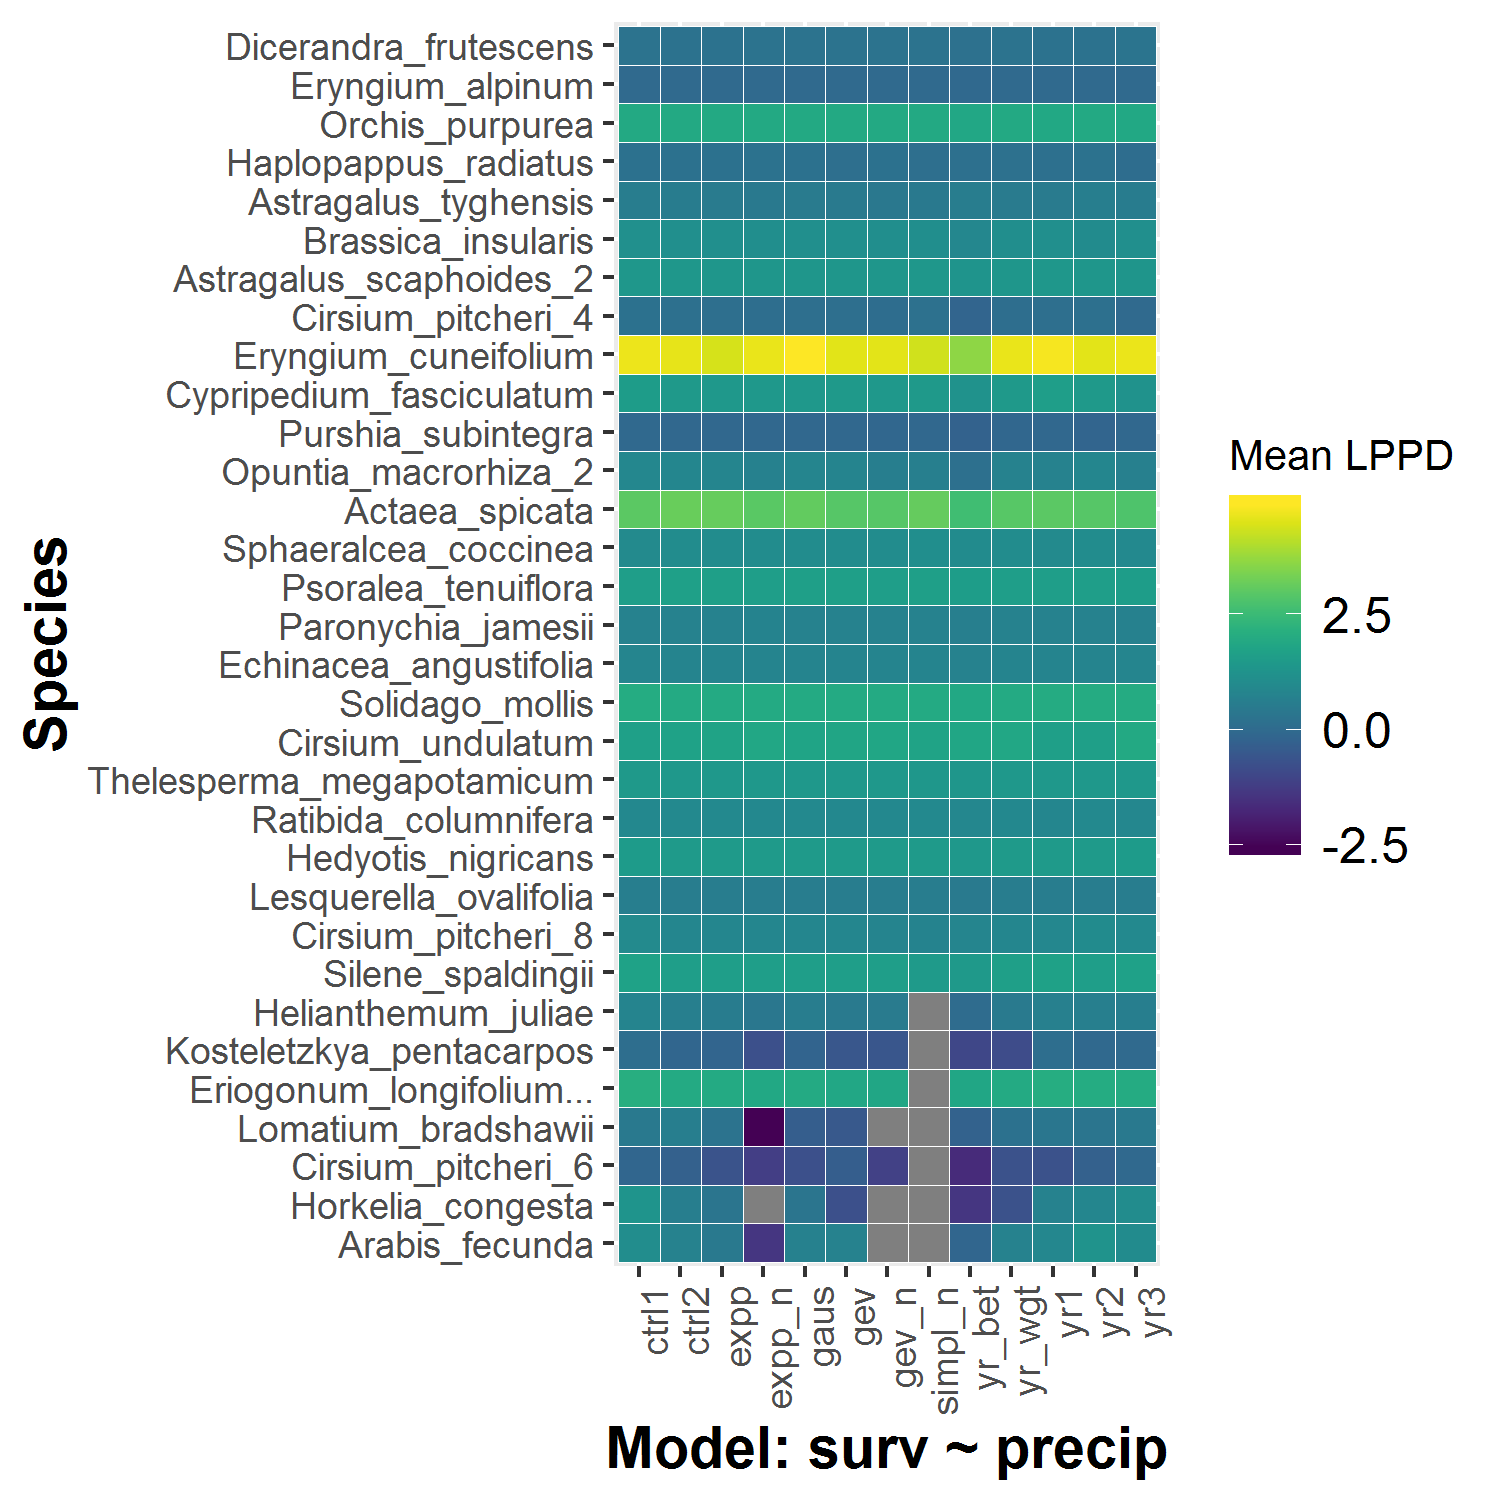 Dicerandra_frutescens
Eryngium_alpinum
Orchis_purpurea
Haplopappus_radiatus
Astragalus_tyghensis
Brassica_insularis
Astragalus_scaphoides_2
Cirsium_pitcheri_4
Eryngium_cuneifolium
Cypripedium_fasciculatum
Purshia_subintegra
Opuntia_macrorhiza_2
Actaea_spicata
Sphaeralcea_coccinea
Psoralea_tenuiflora
Paronychia_jamesii
Echinacea_angustifolia
Solidago_mollis
Cirsium_undulatum
Thelesperma_megapotamicum
Ratibida_columnifera
Hedyotis_nigricans
Lesquerella_ovalifolia
Cirsium_pitcheri_8
Silene_spaldingii
Helianthemum_juliae
Kosteletzkya_pentacarpos
Eriogonum_longifolium...
Lomatium_bradshawii
Cirsium_pitcheri_6
Horkelia_congesta
Arabis_fecunda
Species
ctrl1
ctrl2
expp
expp_n
gaus
gev
gev_n
simpl_n
yr_bet
yr_wgt
yr1
yr2
yr3
Model: surv ~ precip
Mean LPPD
2.5
0.0
-2.5